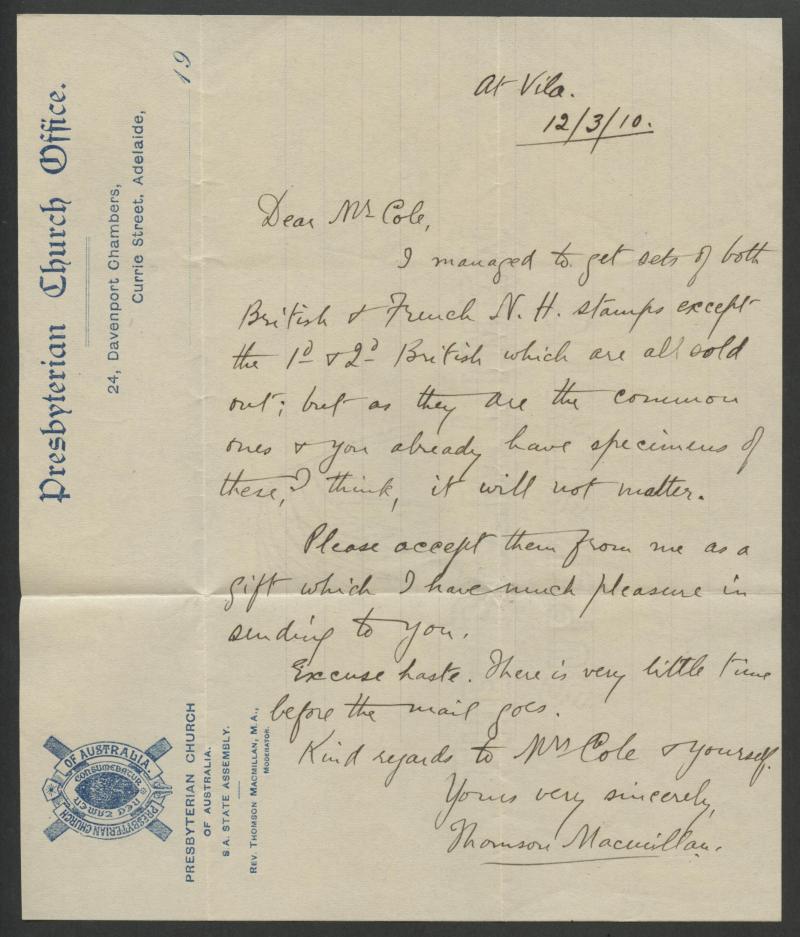 Presbyterian Church Office.
24, Davenport Chambers,
Currie Street, Adelaide,
19
At Vila.
12/3/10.
Dear Mr Cole,
I managed to get sets of both
British & French N. H. stamps except
the 1d & 2d British which are all sold
out; but as they are the common
ones & you already have specimens of
these, I think, it will not matter.
Please accept them from me as a
gift which I have much pleasure in
sending to you.
Excuse haste. There is very little time
before the mail goes.
Kind regards to Mrs Cole & yourself.
Yours very sincerely,
Thomson Macmillan.
PRESBYTERIAN CHURCH
OF AUSTRALIA.
S.A. STATE ASSEMBLY.
REV. THOMSON MACMILLAN, M.A.,
MODERATOR.
PRESBYTERIAN CHURCH
OF AUSTRALIA
NEC TAMEN
CONSUMEBATUR